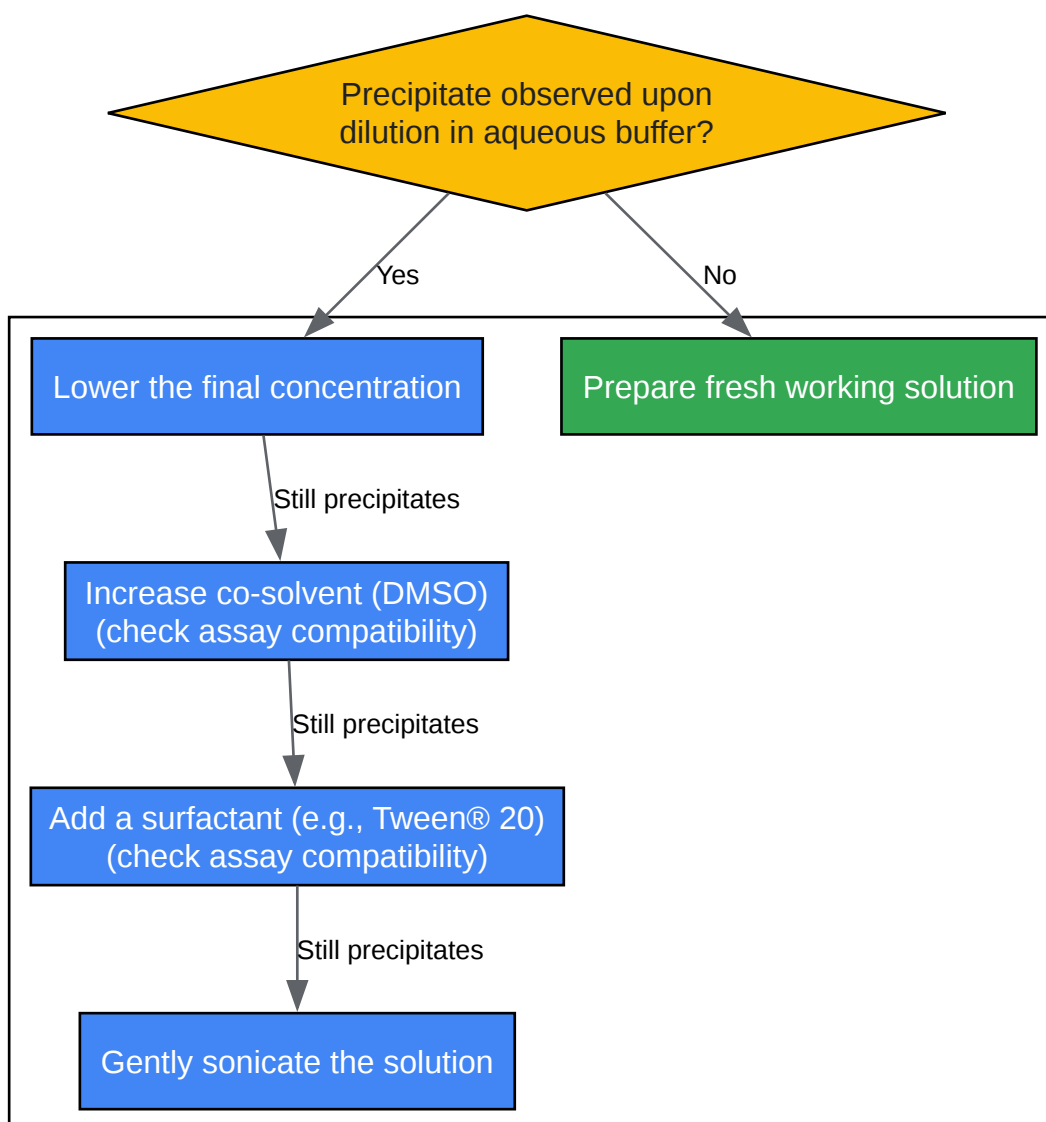 Precipitate observed upon
dilution in aqueous buffer?
Yes
No
Lower the final concentration
Prepare fresh working solution
Still precipitates
Increase co-solvent (DMSO)
(check assay compatibility)
Still precipitates
Add a surfactant (e.g., Tween® 20)
(check assay compatibility)
Still precipitates
Gently sonicate the solution